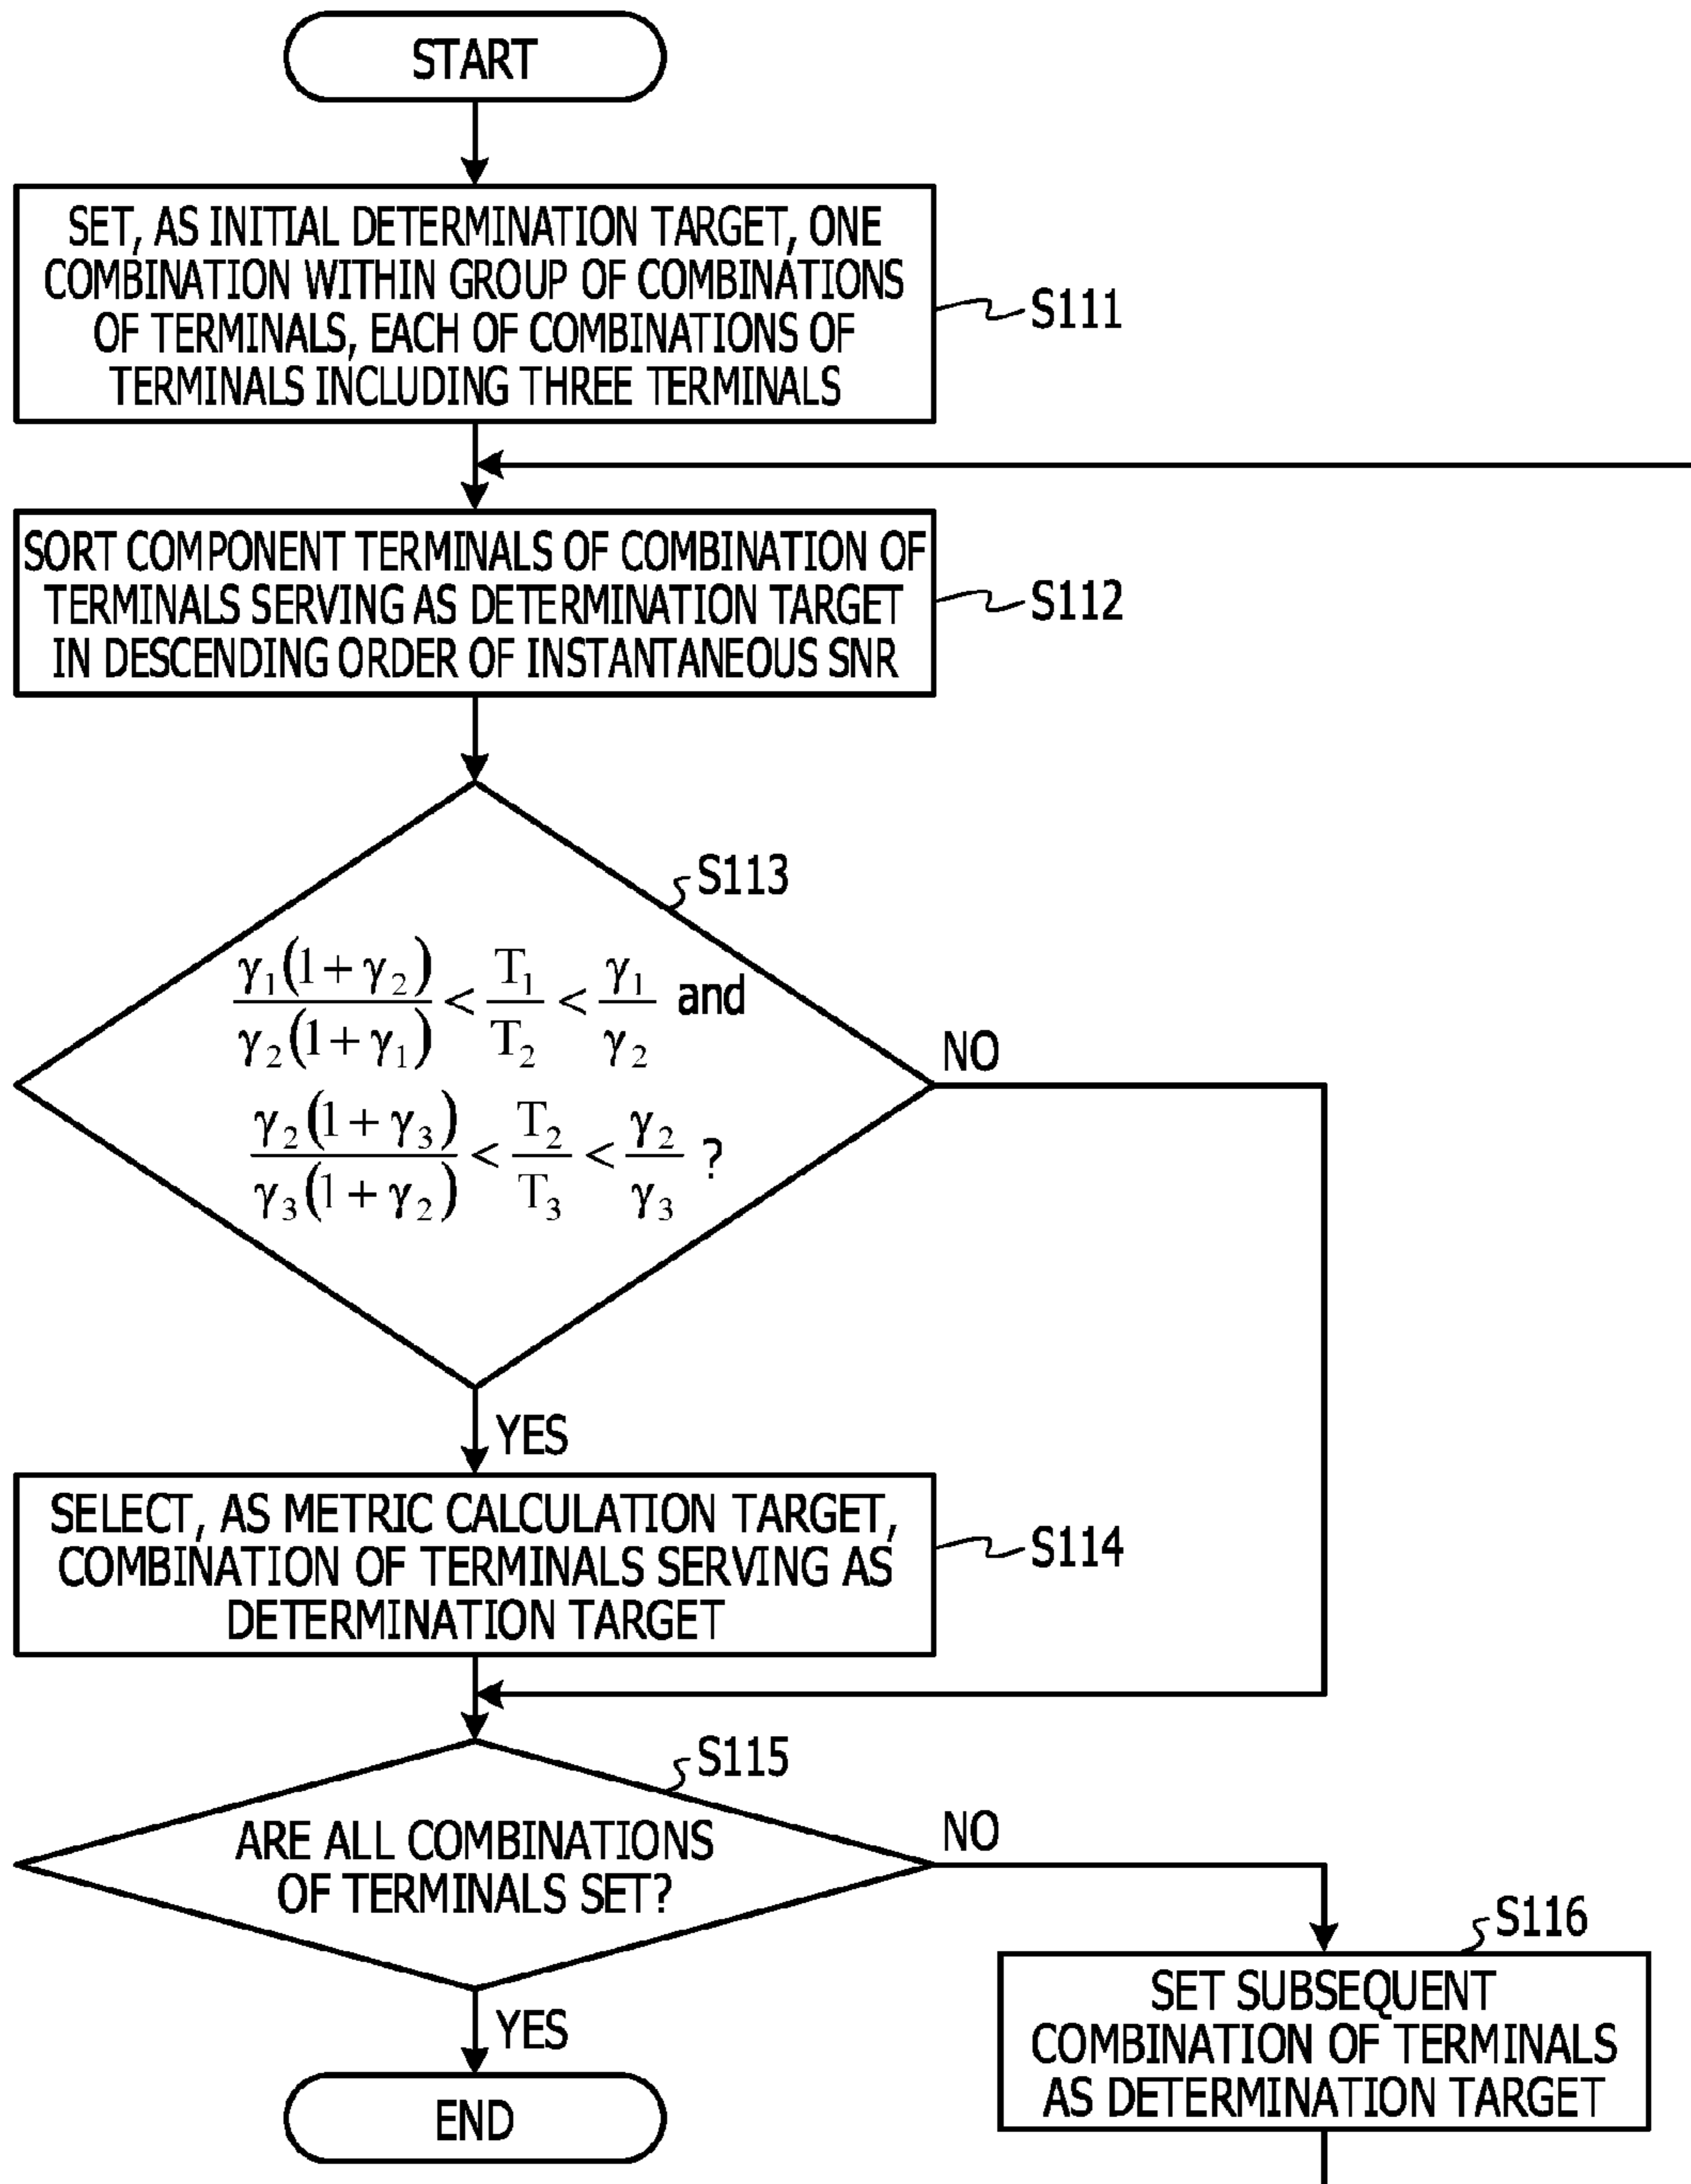 START
SET, AS INITIAL DETERMINATION TARGET, ONE
COMBINATION WITHIN GROUP OF COMBINATIONS
OF TERMINALS, EACH OF COMBINATIONS OF
TERMINALS INCLUDING THREE TERMINALS
S111
SORT COMPONENT TERMINALS OF COMBINATION OF
TERMINALS SERVING AS DETERMINATION TARGET
IN DESCENDING ORDER OF INSTANTANEOUS SNR
S112
S113
γ₁(1+γ₂)/γ₂(1+γ₁) < T₁/T₂ < γ₁/γ₂ and
γ₂(1+γ₃)/γ₃(1+γ₂) < T₂/T₃ < γ₂/γ₃ ?
NO
YES
SELECT, AS METRIC CALCULATION TARGET,
COMBINATION OF TERMINALS SERVING AS
DETERMINATION TARGET
S114
S115
ARE ALL COMBINATIONS
OF TERMINALS SET?
NO
S116
SET SUBSEQUENT
COMBINATION OF TERMINALS
AS DETERMINATION TARGET
YES
END